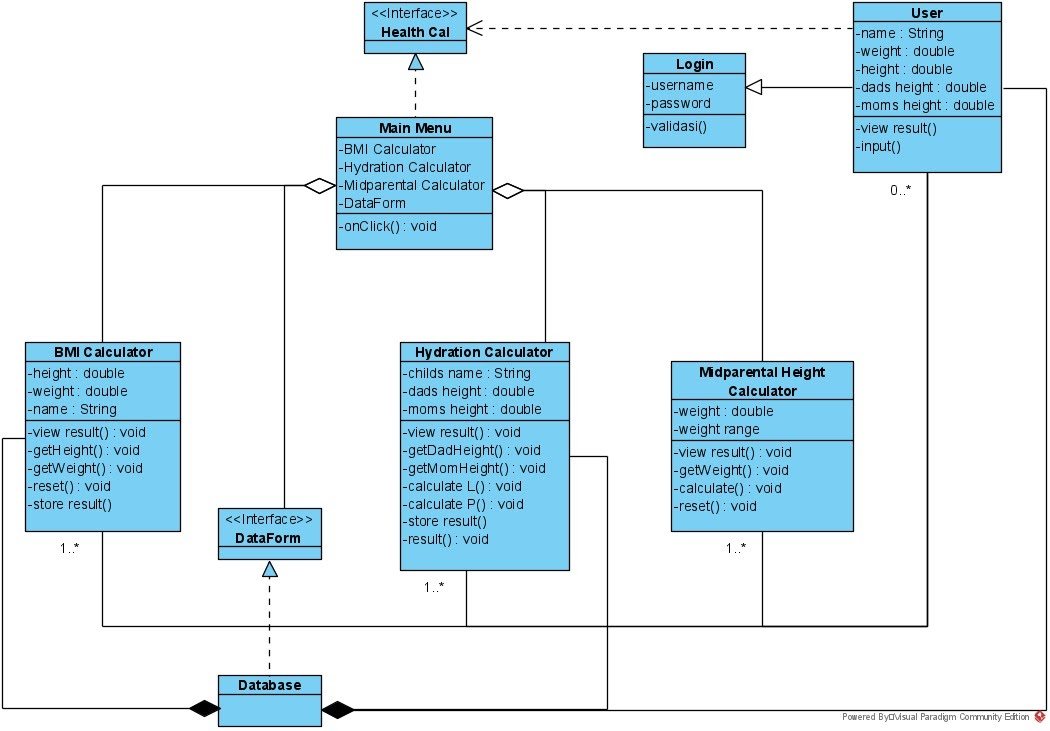 <<Interface>>
Health Cal
User
-name : String
-weight : double
-height : double
-dads height : double
-moms height : double
-view result()
-input()
0..*
Login
-username
-password
-validasi()
Main Menu
-BMI Calculator
-Hydration Calculator
-Midparental Calculator
-DataForm
-onClick() : void
BMI Calculator
-height : double
-weight : double
-name : String
-view result() : void
-getHeight() : void
-getWeight() : void
-reset() : void
-store result()
1..*
Hydration Calculator
-childs name : String
-dads height : double
-moms height : double
-view result() : void
-getDadHeight() : void
-getMomHeight() : void
-calculate L() : void
-calculate P() : void
-store result()
-result() : void
1..*
Midparental Height
Calculator
-weight : double
-weight range
-view result() : void
-getWeight() : void
-calculate() : void
-reset() : void
1..*
<<Interface>>
DataForm
Database
Powered By Visual Paradigm Community Edition